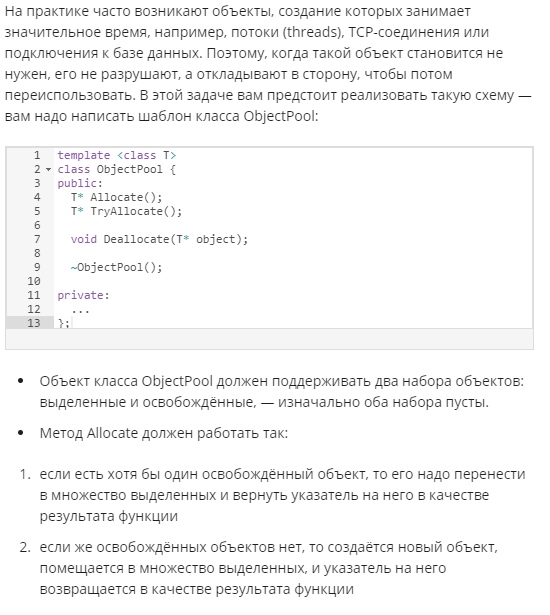 На практике часто возникают объекты, создание которых занимает
значительное время, например, потоки (threads), TCP-соединения или
подключения к базе данных. Поэтому, когда такой объект становится не
нужен, его не разрушают, а откладывают в сторону, чтобы потом
переиспользовать. В этой задаче вам предстоит реализовать такую схему —
вам надо написать шаблон класса ObjectPool:
1 template <class T>
2 class ObjectPool {
3 public:
4 T* Allocate();
5 T* TryAllocate();
6
7 void Deallocate(T* object);
8
9 ~ObjectPool();
10
11 private:
12 ...
13 };
• Объект класса ObjectPool должен поддерживать два набора объектов:
выделенные и освобождённые, — изначально оба набора пусты.
• Метод Allocate должен работать так:
1. если есть хотя бы один освобождённый объект, то его надо перенести
в множество выделенных и вернуть указатель на него в качестве
результата функции
2. если же освобождённых объектов нет, то создаётся новый объект,
помещается в множество выделенных, и указатель на него
возвращается в качестве результата функции